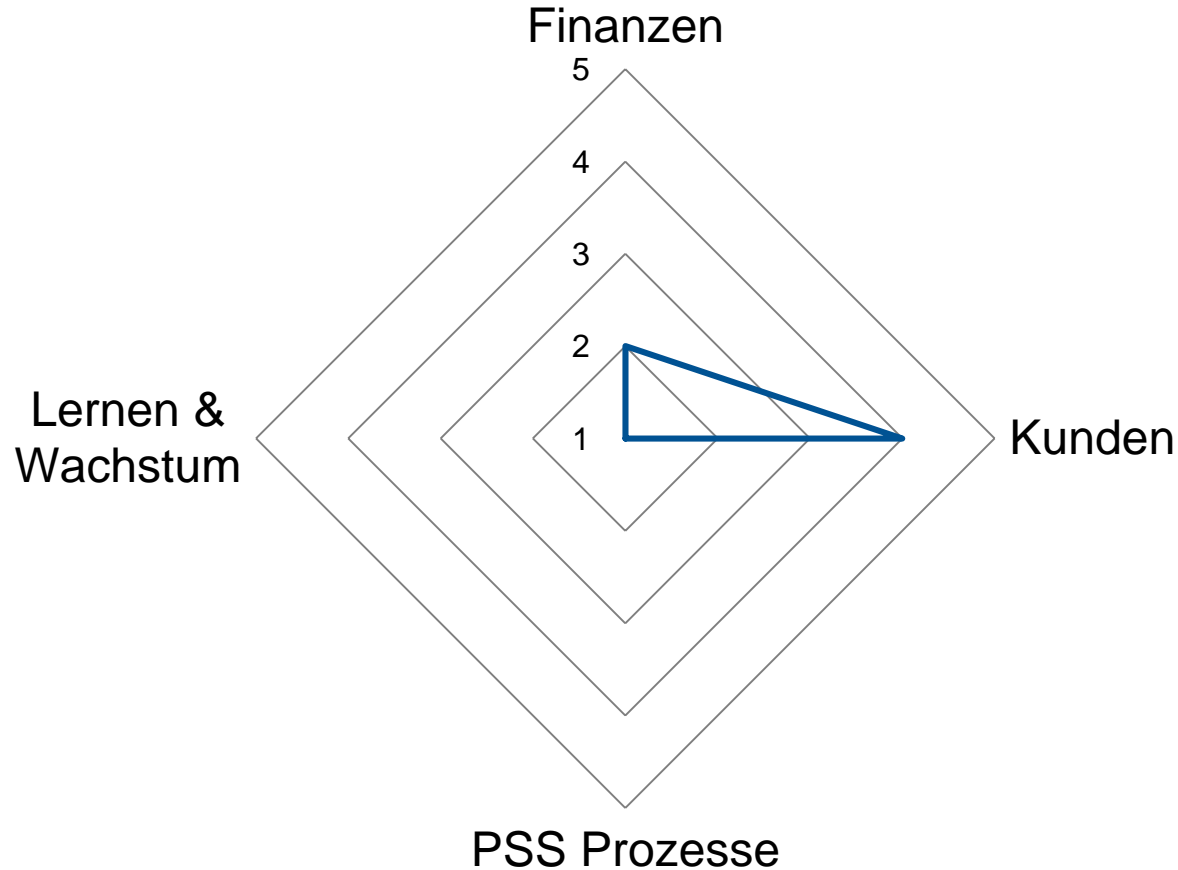 Finanzen
5
4
3
2
1
Lernen &
Wachstum
Kunden
PSS Prozesse